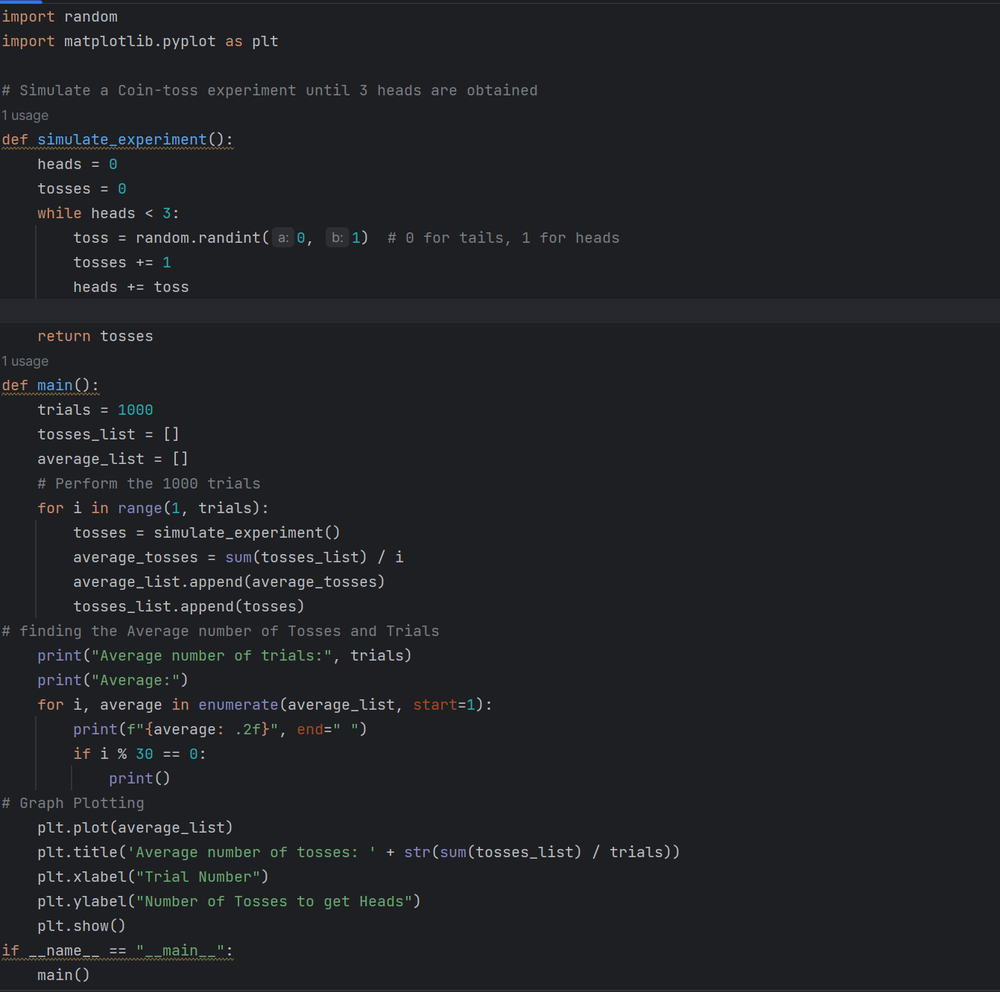 import random
import matplotlib.pyplot as plt

# Simulate a Coin-toss experiment until 3 heads are obtained
1 usage
def simulate_experiment():
    heads = 0
    tosses = 0
    while heads < 3:
        toss = random.randint( a: 0,  b: 1)  # 0 for tails, 1 for heads
        tosses += 1
        heads += toss

    return tosses
1 usage
def main():
    trials = 1000
    tosses_list = []
    average_list = []
    # Perform the 1000 trials
    for i in range(1, trials):
        tosses = simulate_experiment()
        average_tosses = sum(tosses_list) / i
        average_list.append(average_tosses)
        tosses_list.append(tosses)
# finding the Average number of Tosses and Trials
    print("Average number of trials:", trials)
    print("Average:")
    for i, average in enumerate(average_list, start=1):
        print(f"{average: .2f}", end=" ")
        if i % 30 == 0:
            print()
# Graph Plotting
    plt.plot(average_list)
    plt.title('Average number of tosses: ' + str(sum(tosses_list) / trials))
    plt.xlabel("Trial Number")
    plt.ylabel("Number of Tosses to get Heads")
    plt.show()
if __name__ == "__main__":
    main()